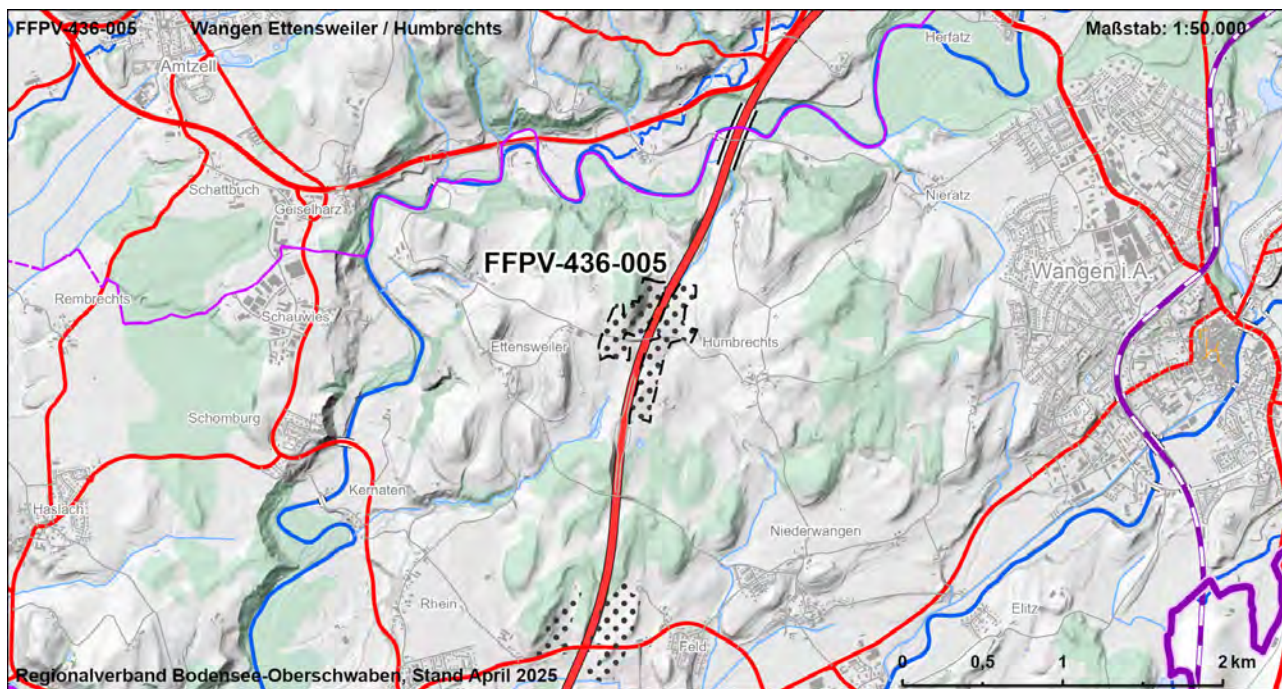 FFPV-436-005 Wangen Ettensweiler / Humbrechts Maßstab: 1:50.000
Herfatz
Amtzell
Schattbuch
Geiselharz
Nieratz
FFPV-436-005
Wangen i.A.
Rembrechts
Schauwies
Ettensweiler
Humbrechts
Schomburg
Kernaten
Haslach
Niederwangen
Rhein
Elitz
Feld
0 0,5 1 2 km
Regionalverband Bodensee-Oberschwaben, Stand April 2025